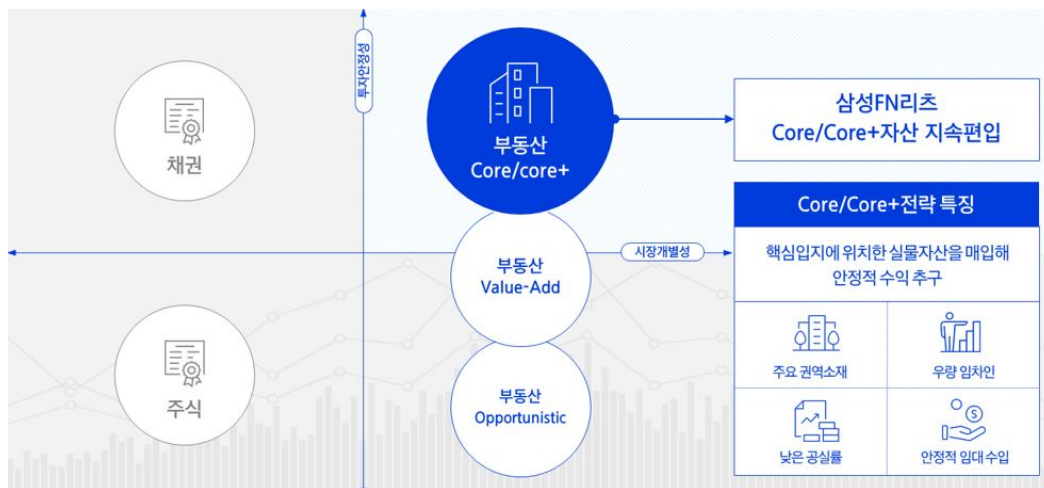 투자안정성
채권
부동산
Core/core+
삼성FN리츠
Core/Core+자산 지속편입
시장개별성
부동산
Value-Add
Core/Core+전략 특징
핵심입지에 위치한 실물자산을 매입해
안정적 수익 추구
주요 권역소재
우량 임차인
주식
부동산
Opportunistic
낮은 공실률
안정적 임대 수입